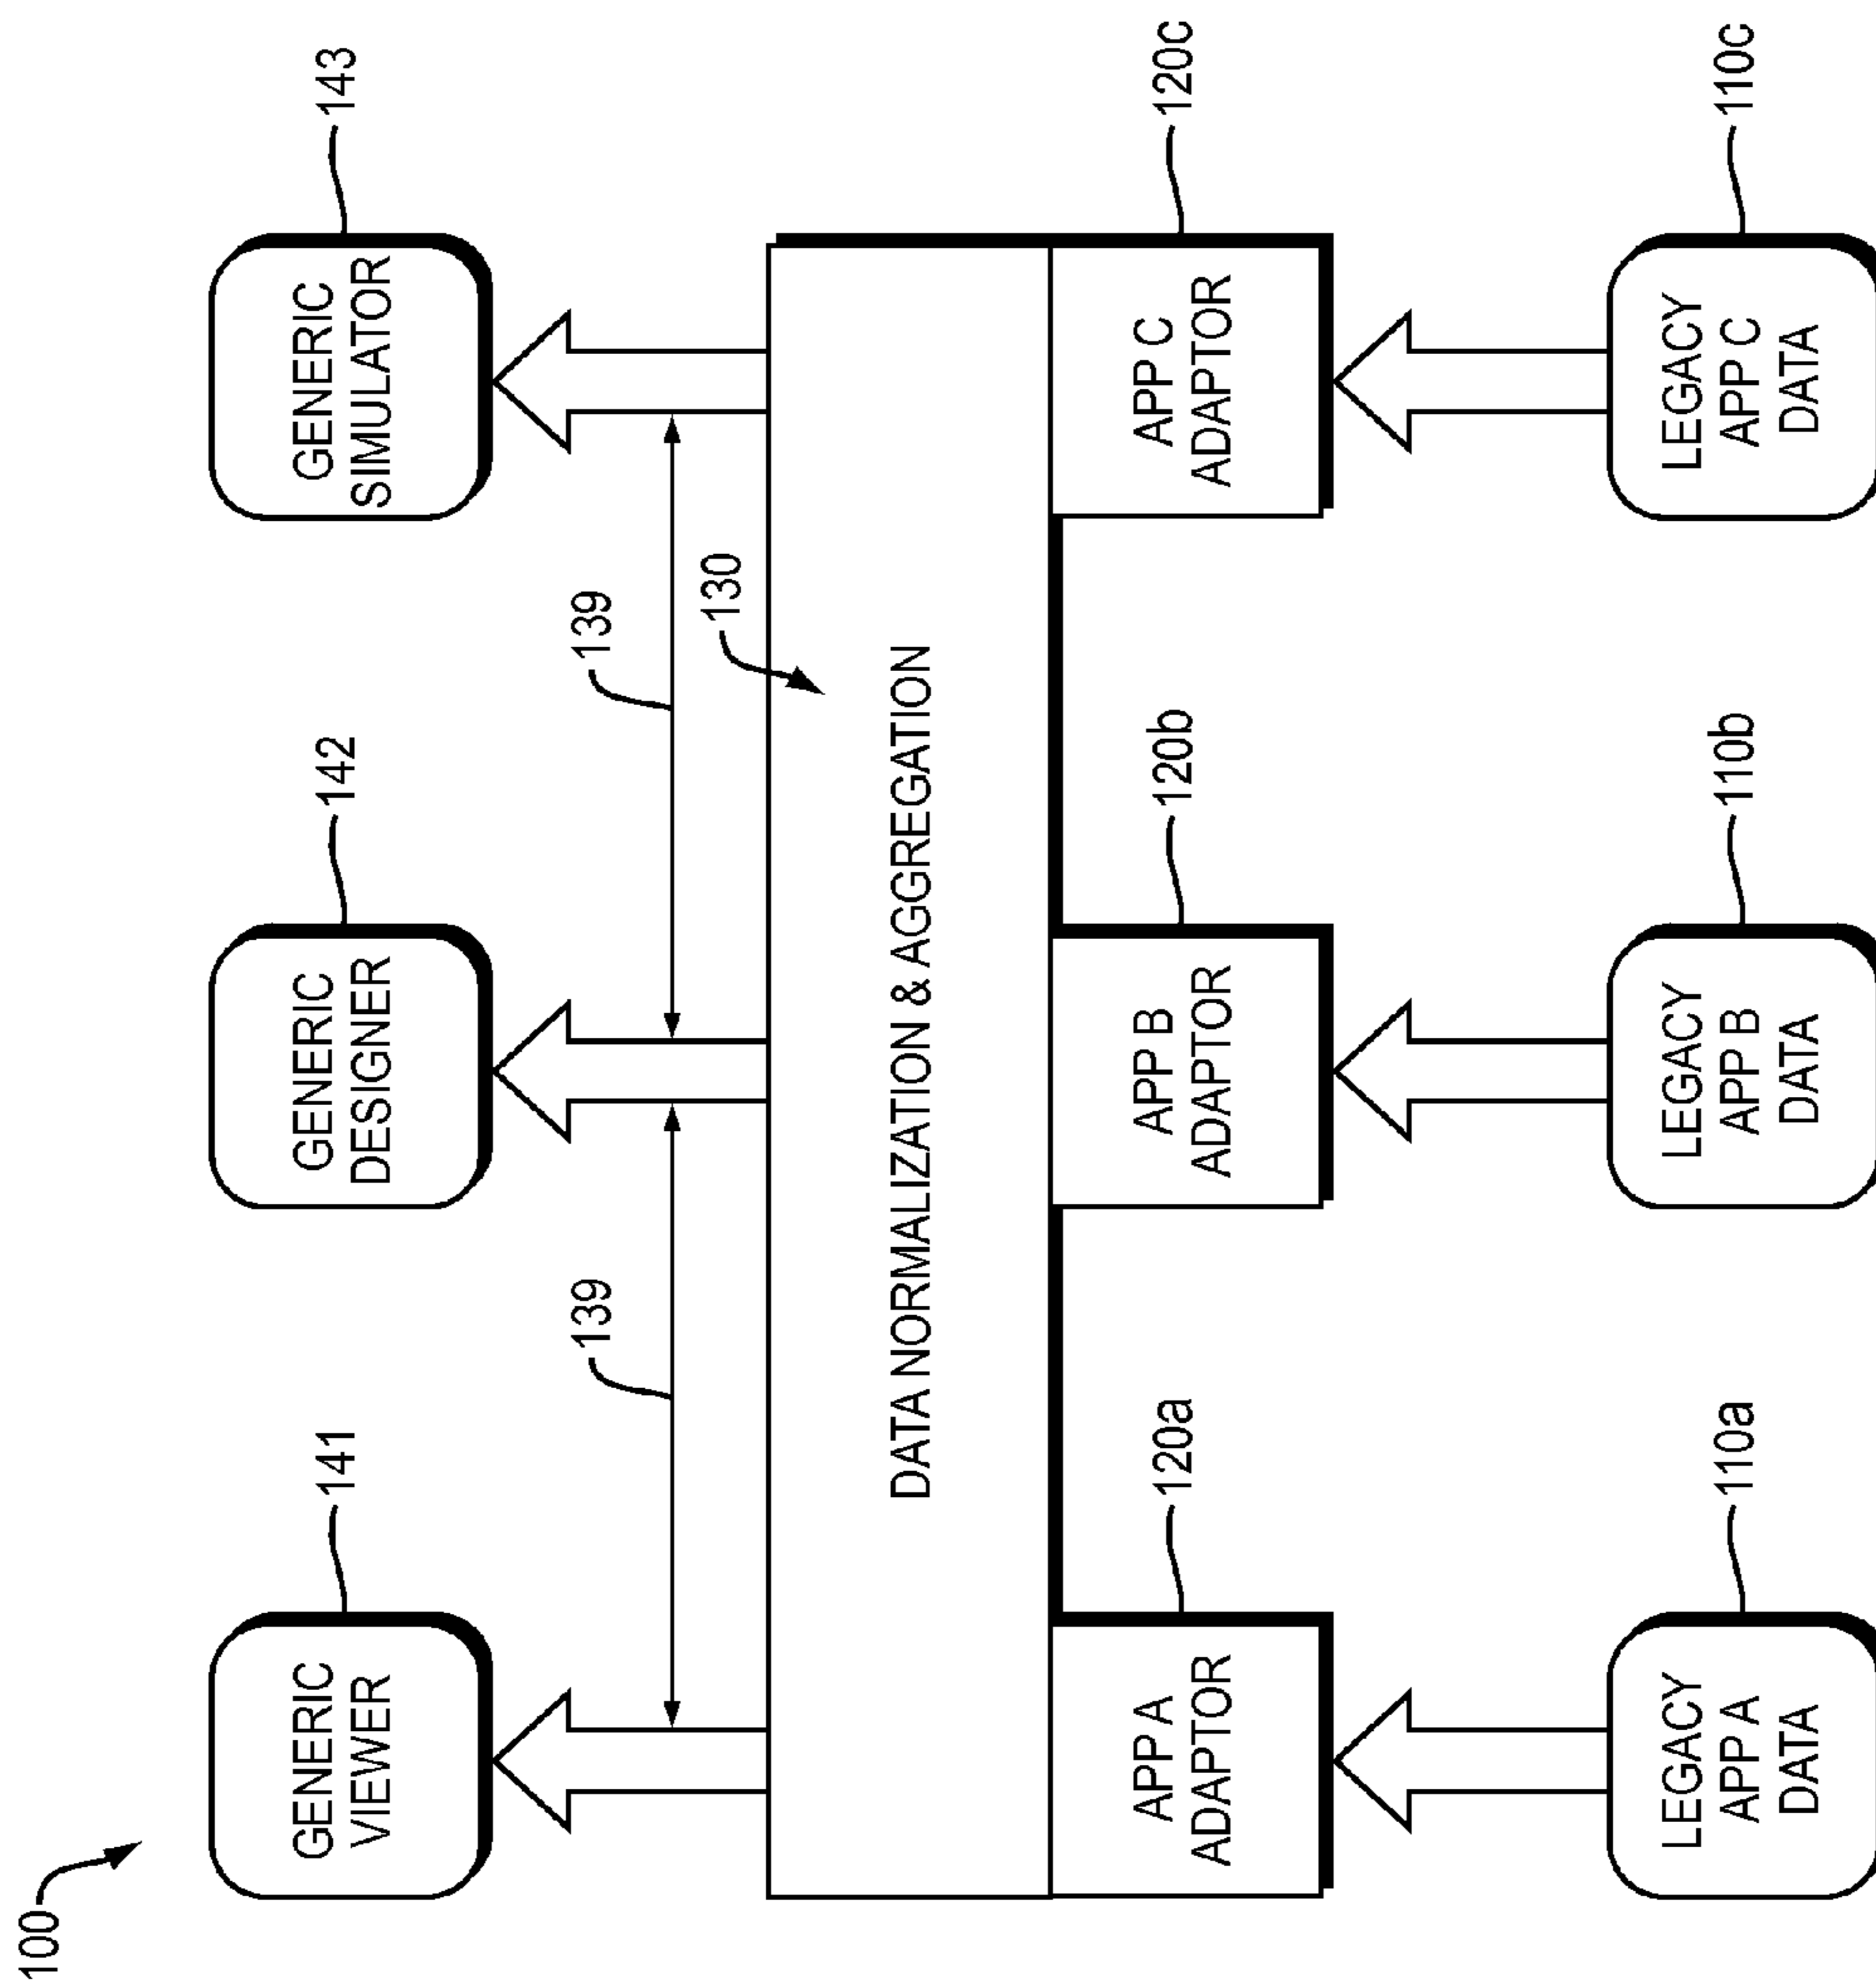 100
141
142
143
GENERIC
VIEWER
GENERIC
DESIGNER
GENERIC
SIMULATOR
139
139
130
DATA NORMALIZATION & AGGREGATION
120a
120b
120c
APP A
ADAPTOR
APP B
ADAPTOR
APP C
ADAPTOR
110a
110b
110c
LEGACY
APP A
DATA
LEGACY
APP B
DATA
LEGACY
APP C
DATA